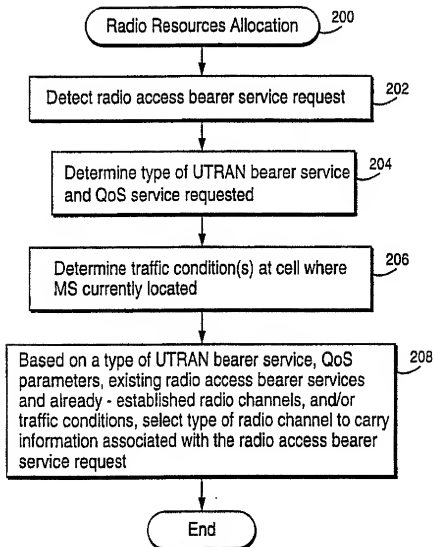 Radio Resources Allocation
200
Detect radio access bearer service request
202
Determine type of UTRAN bearer service
and QoS service requested
204
Determine traffic condition(s) at cell where
MS currently located
206
Based on a type of UTRAN bearer service, QoS
parameters, existing radio access bearer services
and already - established radio channels, and/or
traffic conditions, select type of radio channel to carry
information associated with the radio access bearer
service request
208
End